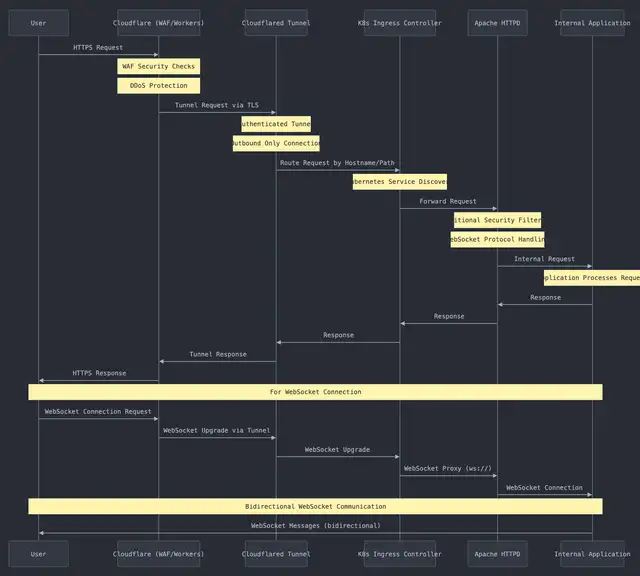 User
Cloudflare (WAF/Workers)
Cloudflared Tunnel
K8s Ingress Controller
Apache HTTPD
Internal Application
HTTPS Request
WAF Security Checks
DDoS Protection
Tunnel Request via TLS
uthenticated Tunne
utbound Only Connection
Route Request by Hostname/Path
bernetes Service Discover
Forward Request
itional Security Filter
ebSocket Protocol Handlin
Internal Request
plication Processes Reque
Response
Response
Response
Tunnel Response
HTTPS Response
For WebSocket Connection
WebSocket Connection Request
WebSocket Upgrade via Tunnel
WebSocket Upgrade
WebSocket Proxy (ws://)
WebSocket Connection
Bidirectional WebSocket Communication
WebSocket Messages (bidirectional)
User
Cloudflare (WAF/Workers)
Cloudflared Tunnel
K8s Ingress Controller
Apache HTTPD
Internal Application